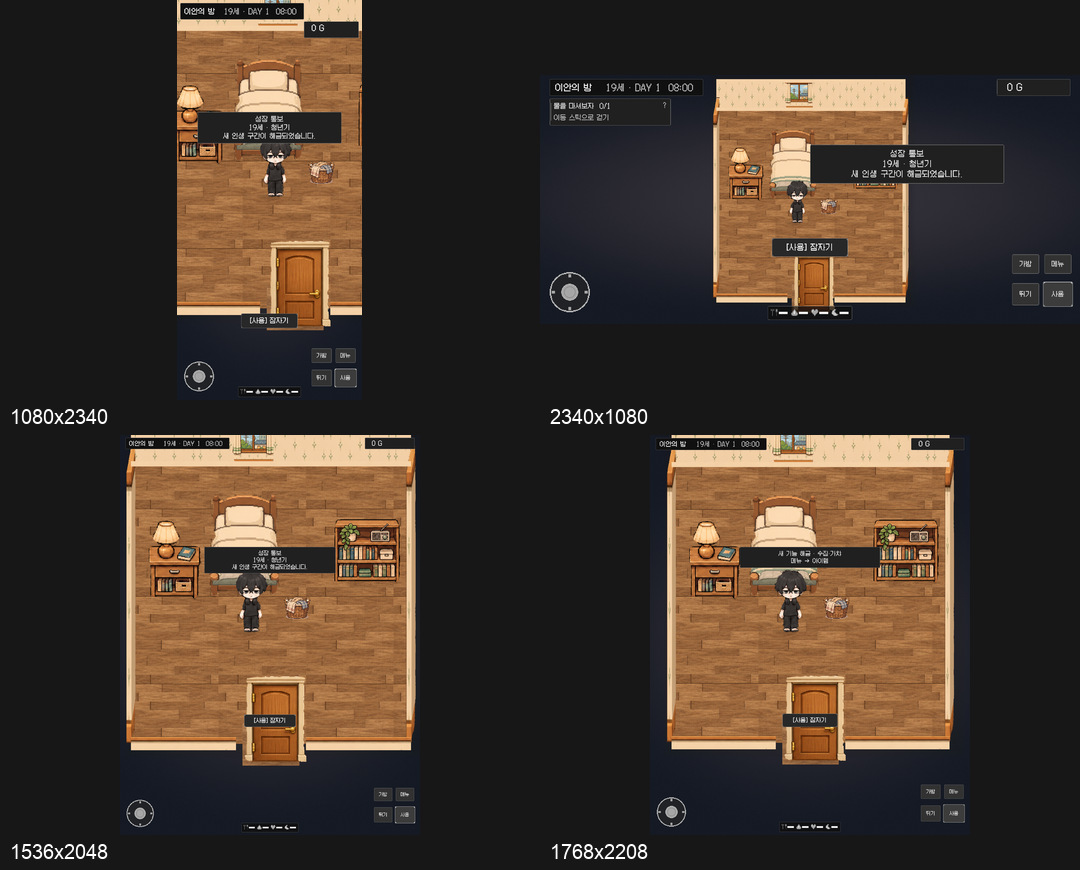 이안의 밤 19세 · DAY 1 08:00
0 G
성장 통보
19세 · 청년기
새 인생 구간이 해금되었습니다.
[사용] 잠자기
가방 메뉴
뛰기 사용
1080x2340
이안의 밤 19세 · DAY 1 08:00
0 G
물을 마셔보자 0/1 ?
이동 스틱으로 걷기
성장 통보
19세 · 청년기
새 인생 구간이 해금되었습니다.
[사용] 잠자기
가방 메뉴
뛰기 사용
2340x1080
이안의 밤 19세 · DAY 1 08:00
0 G
성장 통보
19세 · 청년기
새 인생 구간이 해금되었습니다.
[사용] 잠자기
가방 메뉴
뛰기 사용
1536x2048
이안의 밤 19세 · DAY 1 08:00
0 G
새 기능 해금 · 수집 가치
메뉴 → 아이템
[사용] 잠자기
가방 메뉴
뛰기 사용
1768x2208